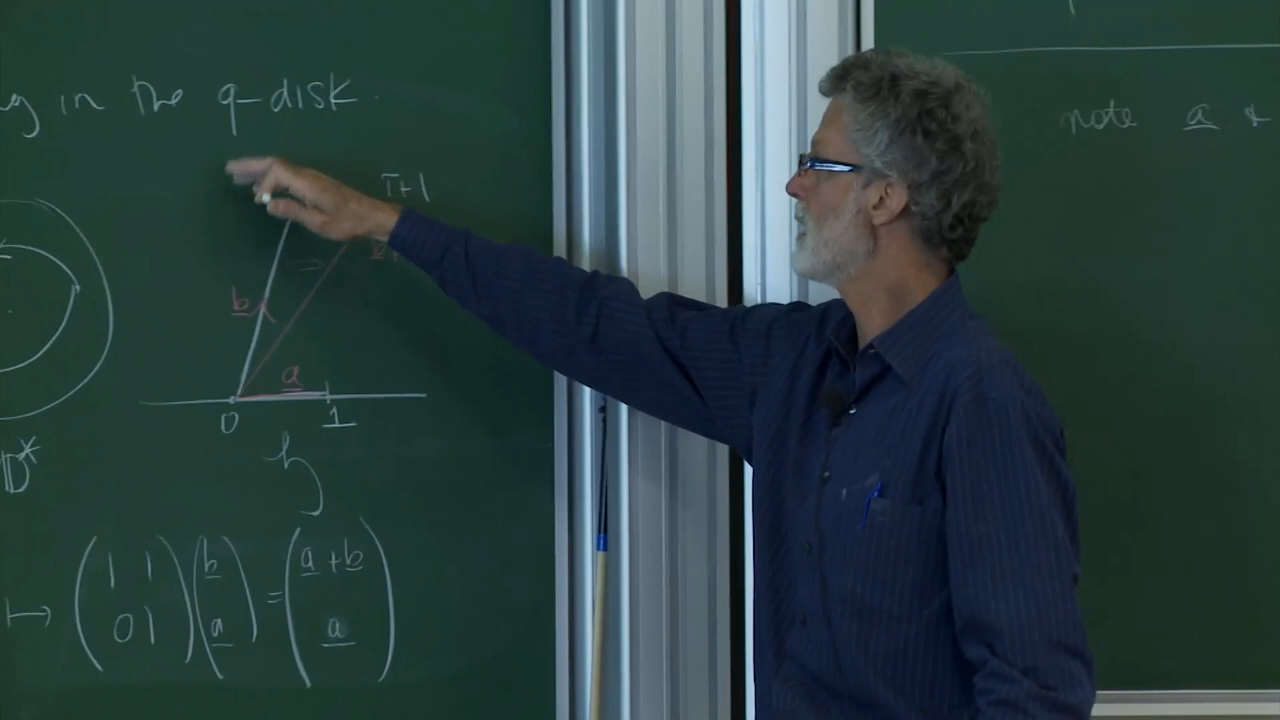 in the q-disk.
τ+1
b
a
0 1
𝔥
D*
↦ (1 1
0 1) (b
a) = (a + b
a)
note a +